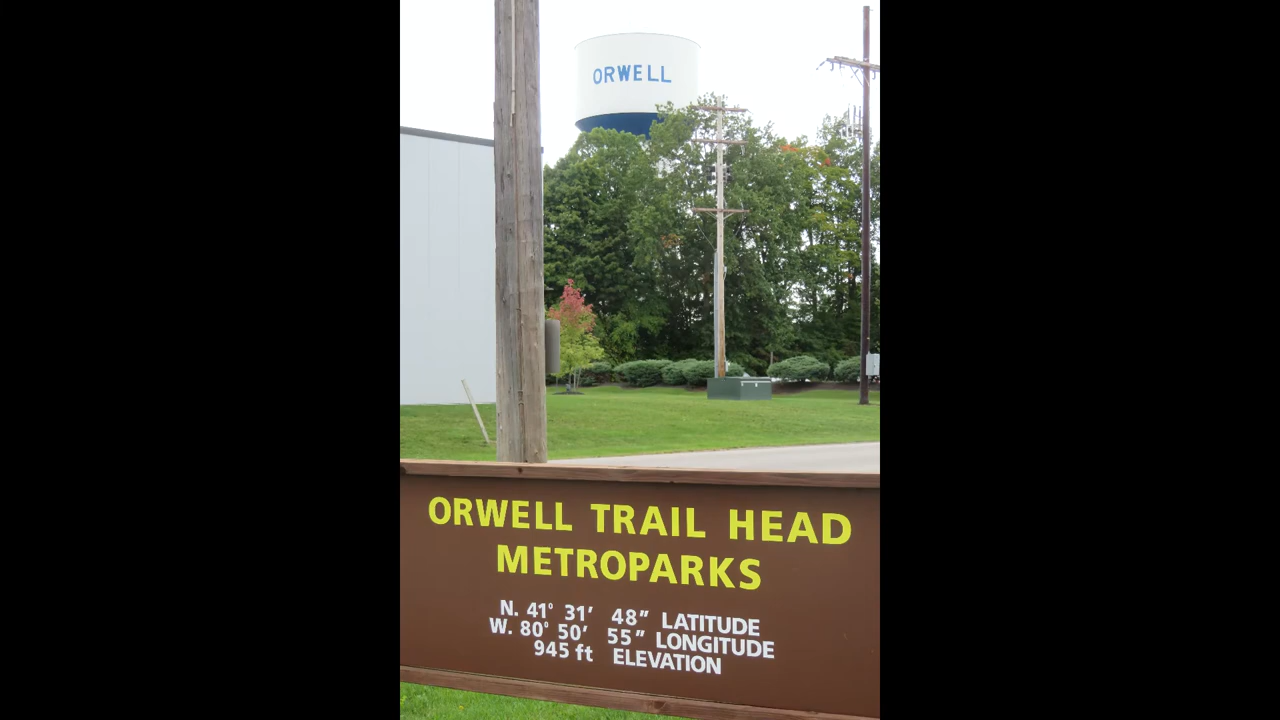 ORWELL
ORWELL TRAIL HEAD
METROPARKS
N. 41° 31' 48" LATITUDE
W. 80° 50' 55" LONGITUDE
945 ft ELEVATION